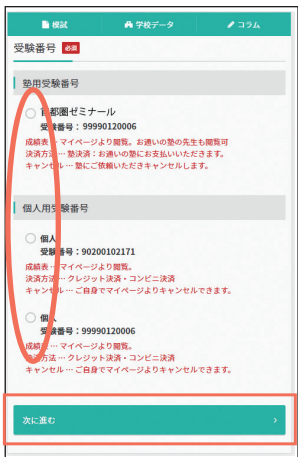 模試 学校データ コラム
受験番号 必須
塾用受験番号
首都圏ゼミナール
受験番号：99990120006
成績表 … マイページより閲覧。お通いの塾の先生も閲覧可
決済方法 … 塾決済：お通いの塾にお支払いいただきます。
キャンセル … 塾にご依頼いただきキャンセルします。
個人用受験番号
個人
受験番号：90200102171
成績表 … マイページより閲覧。
決済方法 … クレジット決済・コンビニ決済
キャンセル … ご自身でマイページよりキャンセルできます。
個人
受験番号：99990120006
成績表 … マイページより閲覧。
決済方法 … クレジット決済・コンビニ決済
キャンセル … ご自身でマイページよりキャンセルできます。
次に進む